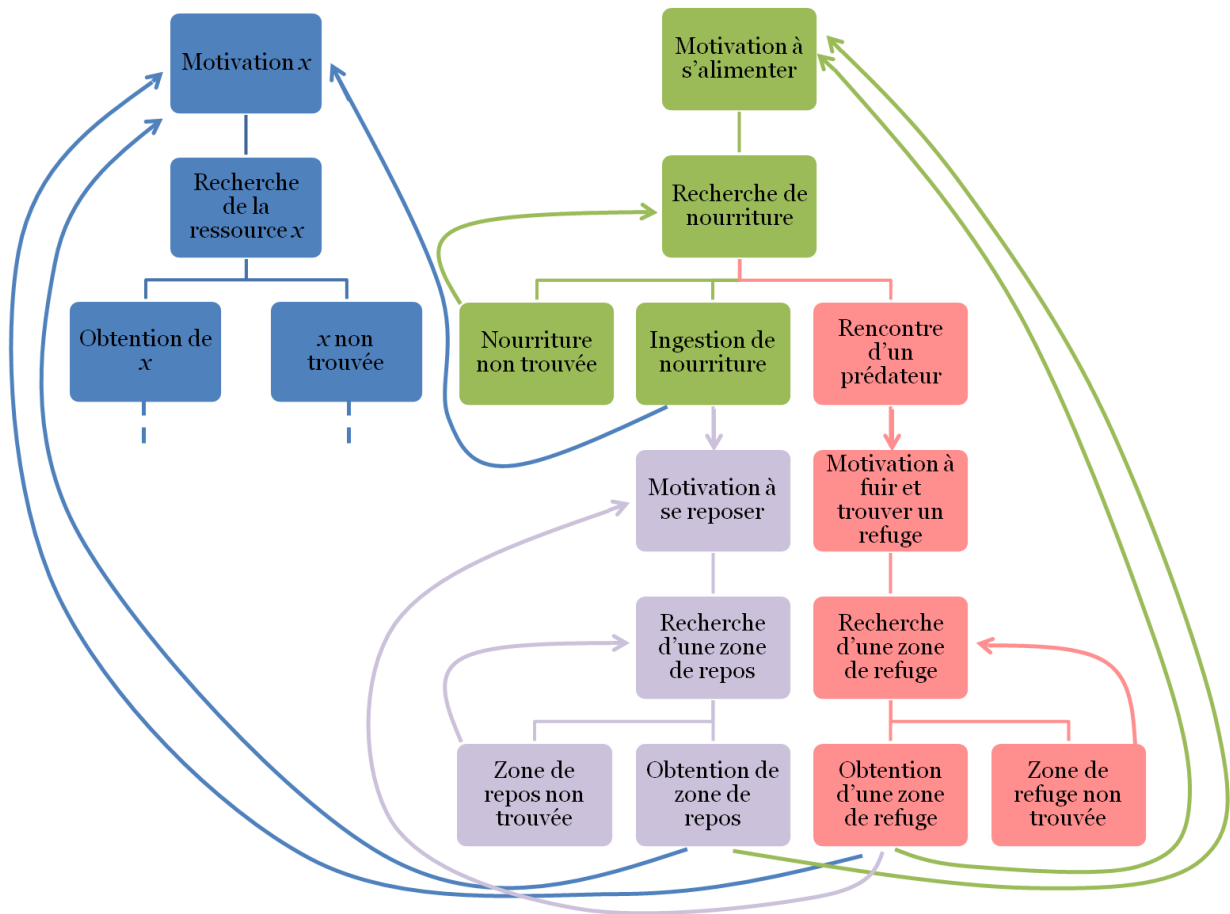 Motivation x
Motivation à
s’alimenter
Recherche
de la
ressource x
Recherche de
nourriture
Obtention de
x
x non
trouvée
Nourriture
non trouvée
Ingestion de
nourriture
Rencontre
d’un
prédateur
Motivation à
se reposer
Motivation à
fuir et
trouver un
refuge
Recherche
d’une zone
de repos
Recherche
d’une zone
de refuge
Zone de
repos non
trouvée
Obtention de
zone de
repos
Obtention
d’une zone
de refuge
Zone de
refuge non
trouvée